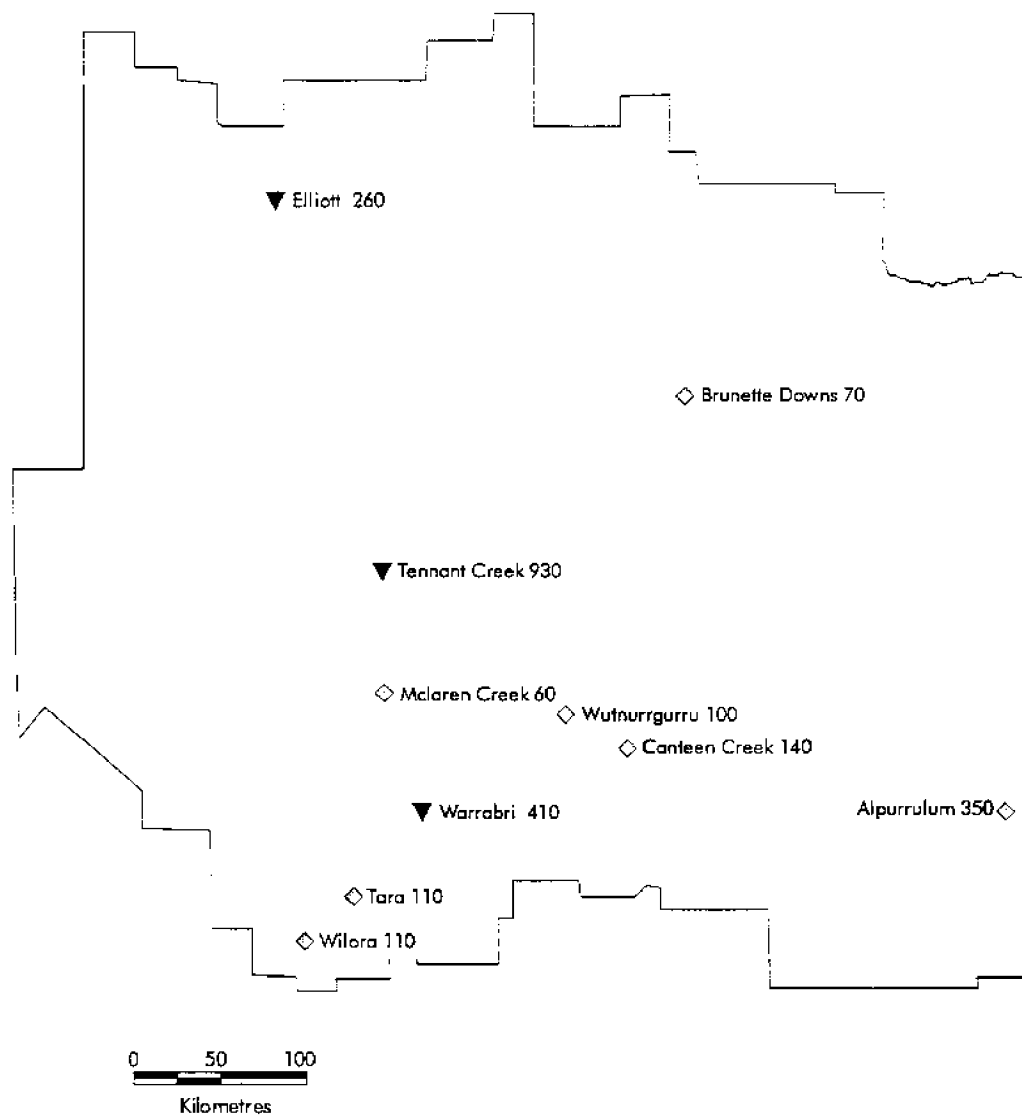 Elliott 260
Brunette Downs 70
Tennant Creek 930
Mclaren Creek 60
Wutnurrgurru 100
Canteen Creek 140
Warrabri 410
Alpurrulum 350
Tara 110
Wilora 110
0 50 100
Kilometres